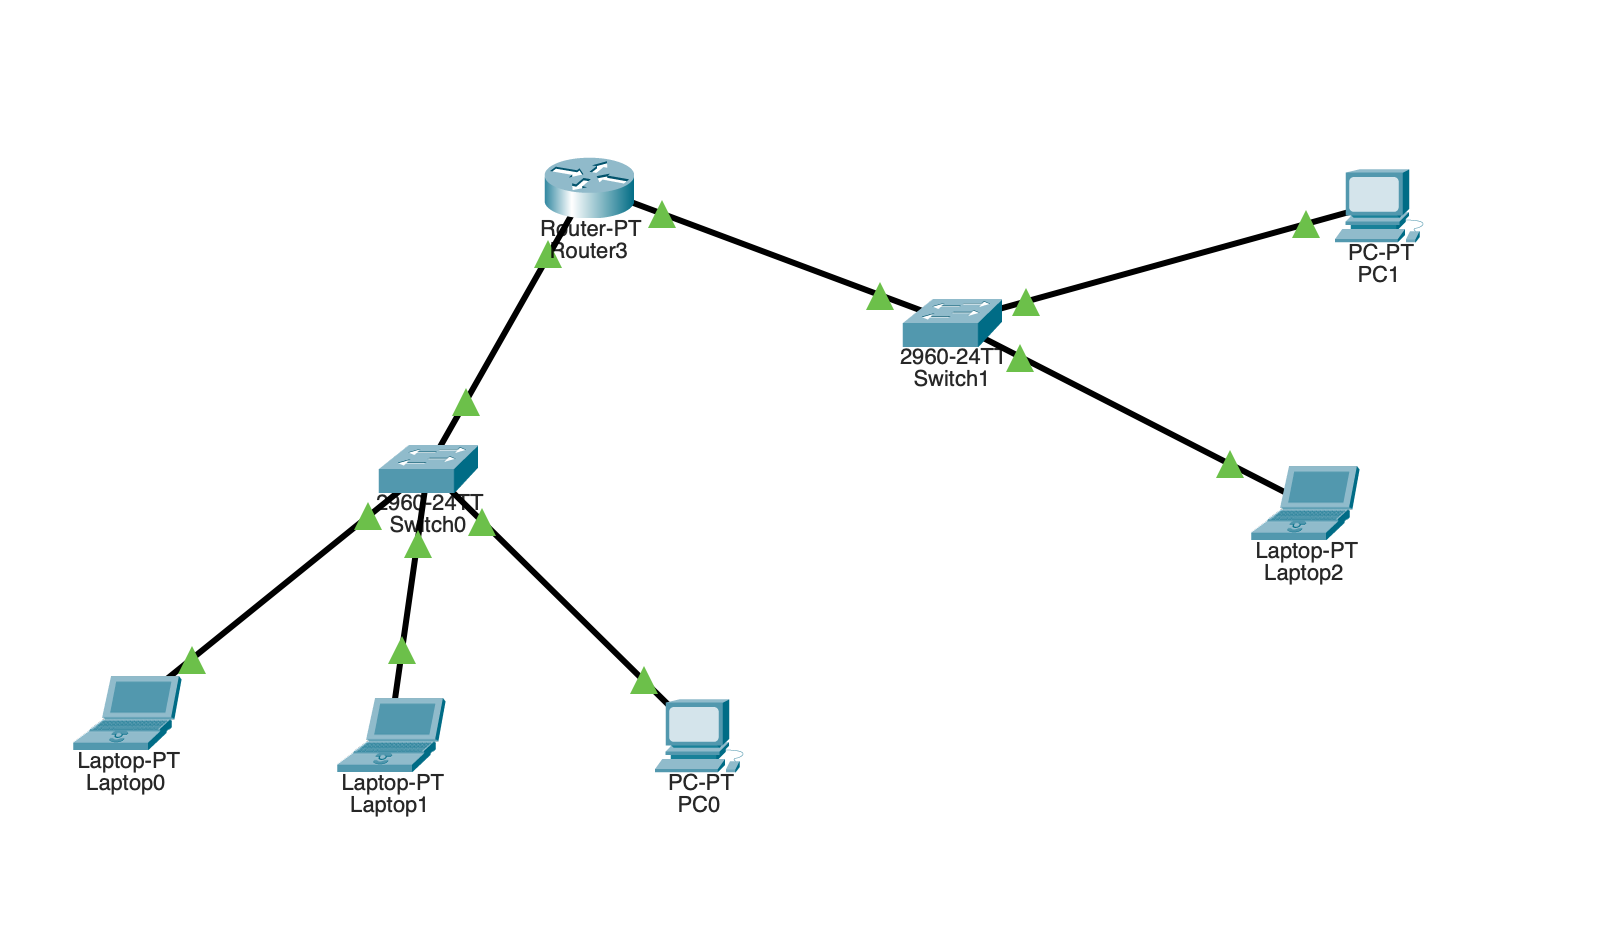 Router-PT
Router3
PC-PT
PC1
2960-24TT
Switch1
2960-24TT
Switch0
Laptop-PT
Laptop2
Laptop-PT
Laptop0
Laptop-PT
Laptop1
PC-PT
PC0